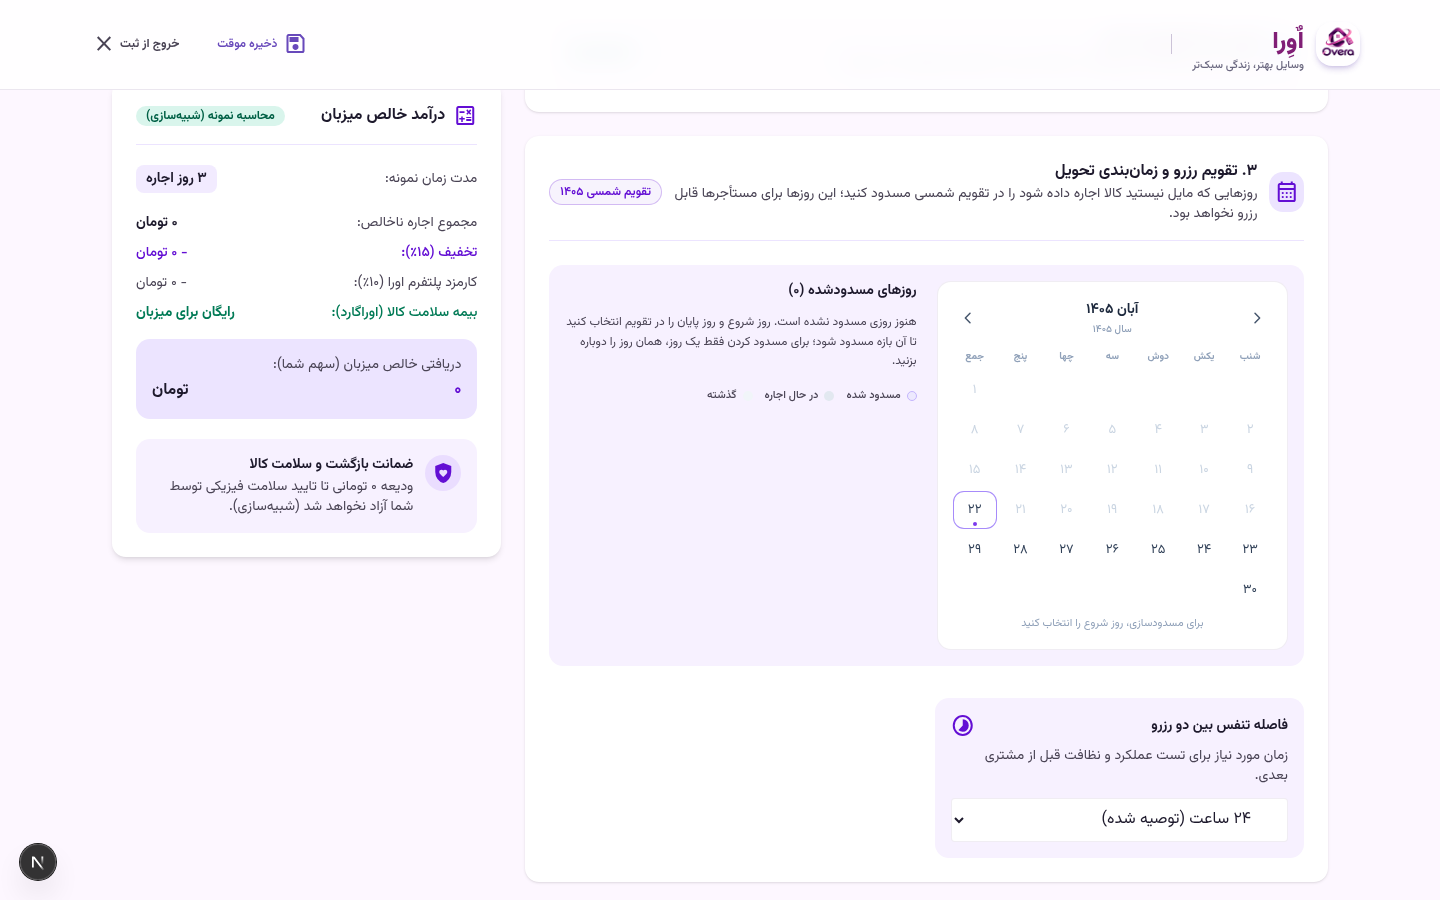 Overa
اُوِرا
وسایل بهتر، زندگی سبک‌تر
ذخیره موقت
خروج از ثبت
۳. تقویم رزرو و زمان‌بندی تحویل
روزهایی که مایل نیستید کالا اجاره داده شود را در تقویم شمسی مسدود کنید؛ این روزها برای مستأجرها قابل
رزرو نخواهد بود.
تقویم شمسی ۱۴۰۵
آبان ۱۴۰۵
سال ۱۴۰۵
شنب یکش دوش سه چها پنج جمع
۱
۲ ۳ ۴ ۵ ۶ ۷ ۸
۹ ۱۰ ۱۱ ۱۲ ۱۳ ۱۴ ۱۵
۱۶ ۱۷ ۱۸ ۱۹ ۲۰ ۲۱ ۲۲
۲۳ ۲۴ ۲۵ ۲۶ ۲۷ ۲۸ ۲۹
۳۰
برای مسدودسازی، روز شروع را انتخاب کنید
روزهای مسدودشده (۰)
هنوز روزی مسدود نشده است. روز شروع و روز پایان را در تقویم انتخاب کنید
تا آن بازه مسدود شود؛ برای مسدود کردن فقط یک روز، همان روز را دوباره
بزنید.
مسدود شده
در حال اجاره
گذشته
فاصله تنفس بین دو رزرو
زمان مورد نیاز برای تست عملکرد و نظافت قبل از مشتری
بعدی.
۲۴ ساعت (توصیه شده)
درآمد خالص میزبان
محاسبه نمونه (شبیه‌سازی)
مدت زمان نمونه:
۳ روز اجاره
مجموع اجاره ناخالص:
۰ تومان
تخفیف (۱۵٪):
- ۰ تومان
کارمزد پلتفرم اورا (۱۰٪):
- ۰ تومان
بیمه سلامت کالا (اوراگارد):
رایگان برای میزبان
دریافتی خالص میزبان (سهم شما):
۰ تومان
ضمانت بازگشت و سلامت کالا
ودیعه ۰ تومانی تا تایید سلامت فیزیکی توسط
شما آزاد نخواهد شد (شبیه‌سازی).
N